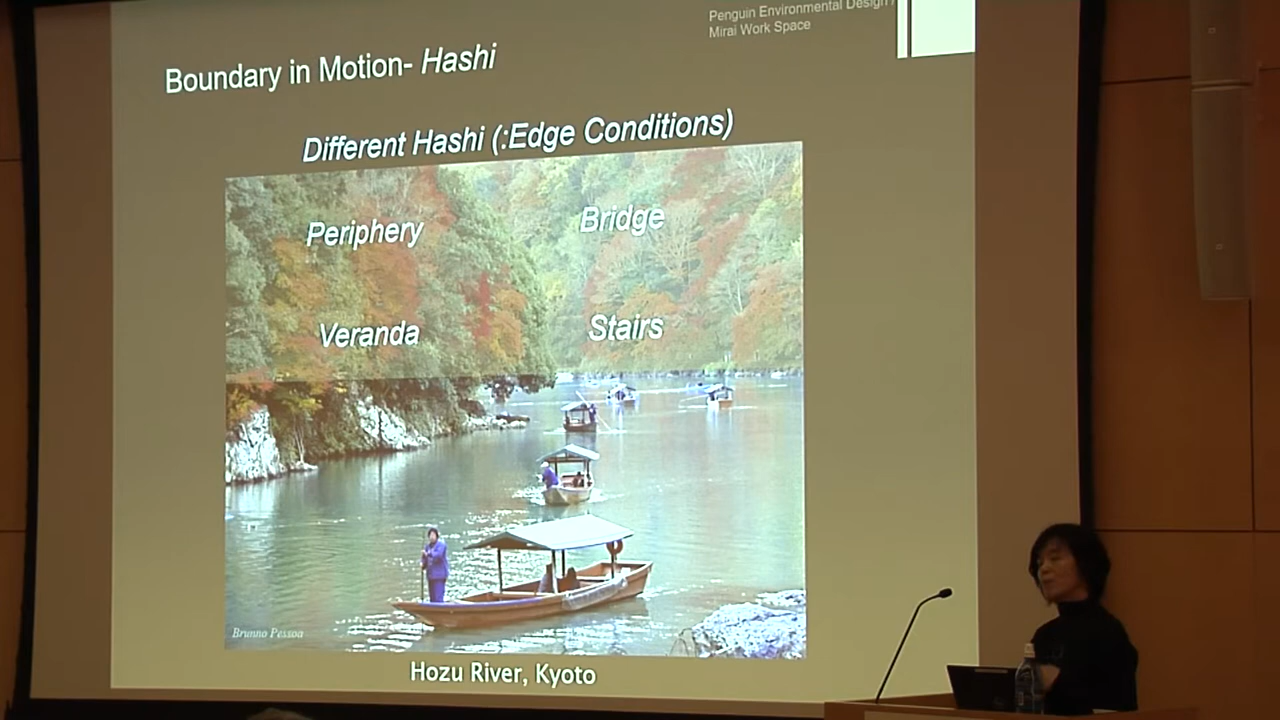 Penguin Environmental Design /
Mirai Work Space
Boundary in Motion- Hashi
Different Hashi (:Edge Conditions)
Periphery
Bridge
Veranda
Stairs
Brunno Pessoa
Hozu River, Kyoto